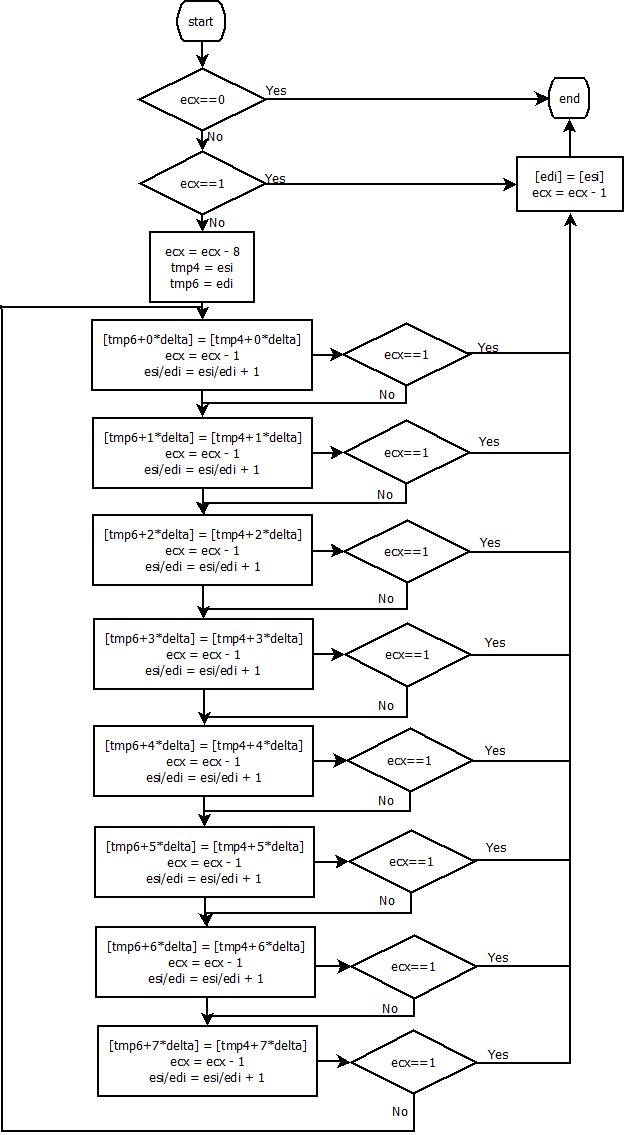 start
ecx==0
Yes
end
No
ecx==1
Yes
[edi] = [esi]
ecx = ecx - 1
No
ecx = ecx - 8
tmp4 = esi
tmp6 = edi
[tmp6+0*delta] = [tmp4+0*delta]
ecx = ecx - 1
esi/edi = esi/edi + 1
ecx==1
Yes
No
[tmp6+1*delta] = [tmp4+1*delta]
ecx = ecx - 1
esi/edi = esi/edi + 1
ecx==1
Yes
No
[tmp6+2*delta] = [tmp4+2*delta]
ecx = ecx - 1
esi/edi = esi/edi + 1
ecx==1
Yes
No
[tmp6+3*delta] = [tmp4+3*delta]
ecx = ecx - 1
esi/edi = esi/edi + 1
ecx==1
Yes
No
[tmp6+4*delta] = [tmp4+4*delta]
ecx = ecx - 1
esi/edi = esi/edi + 1
ecx==1
Yes
No
[tmp6+5*delta] = [tmp4+5*delta]
ecx = ecx - 1
esi/edi = esi/edi + 1
ecx==1
Yes
No
[tmp6+6*delta] = [tmp4+6*delta]
ecx = ecx - 1
esi/edi = esi/edi + 1
ecx==1
Yes
No
[tmp6+7*delta] = [tmp4+7*delta]
ecx = ecx - 1
esi/edi = esi/edi + 1
ecx==1
Yes
No